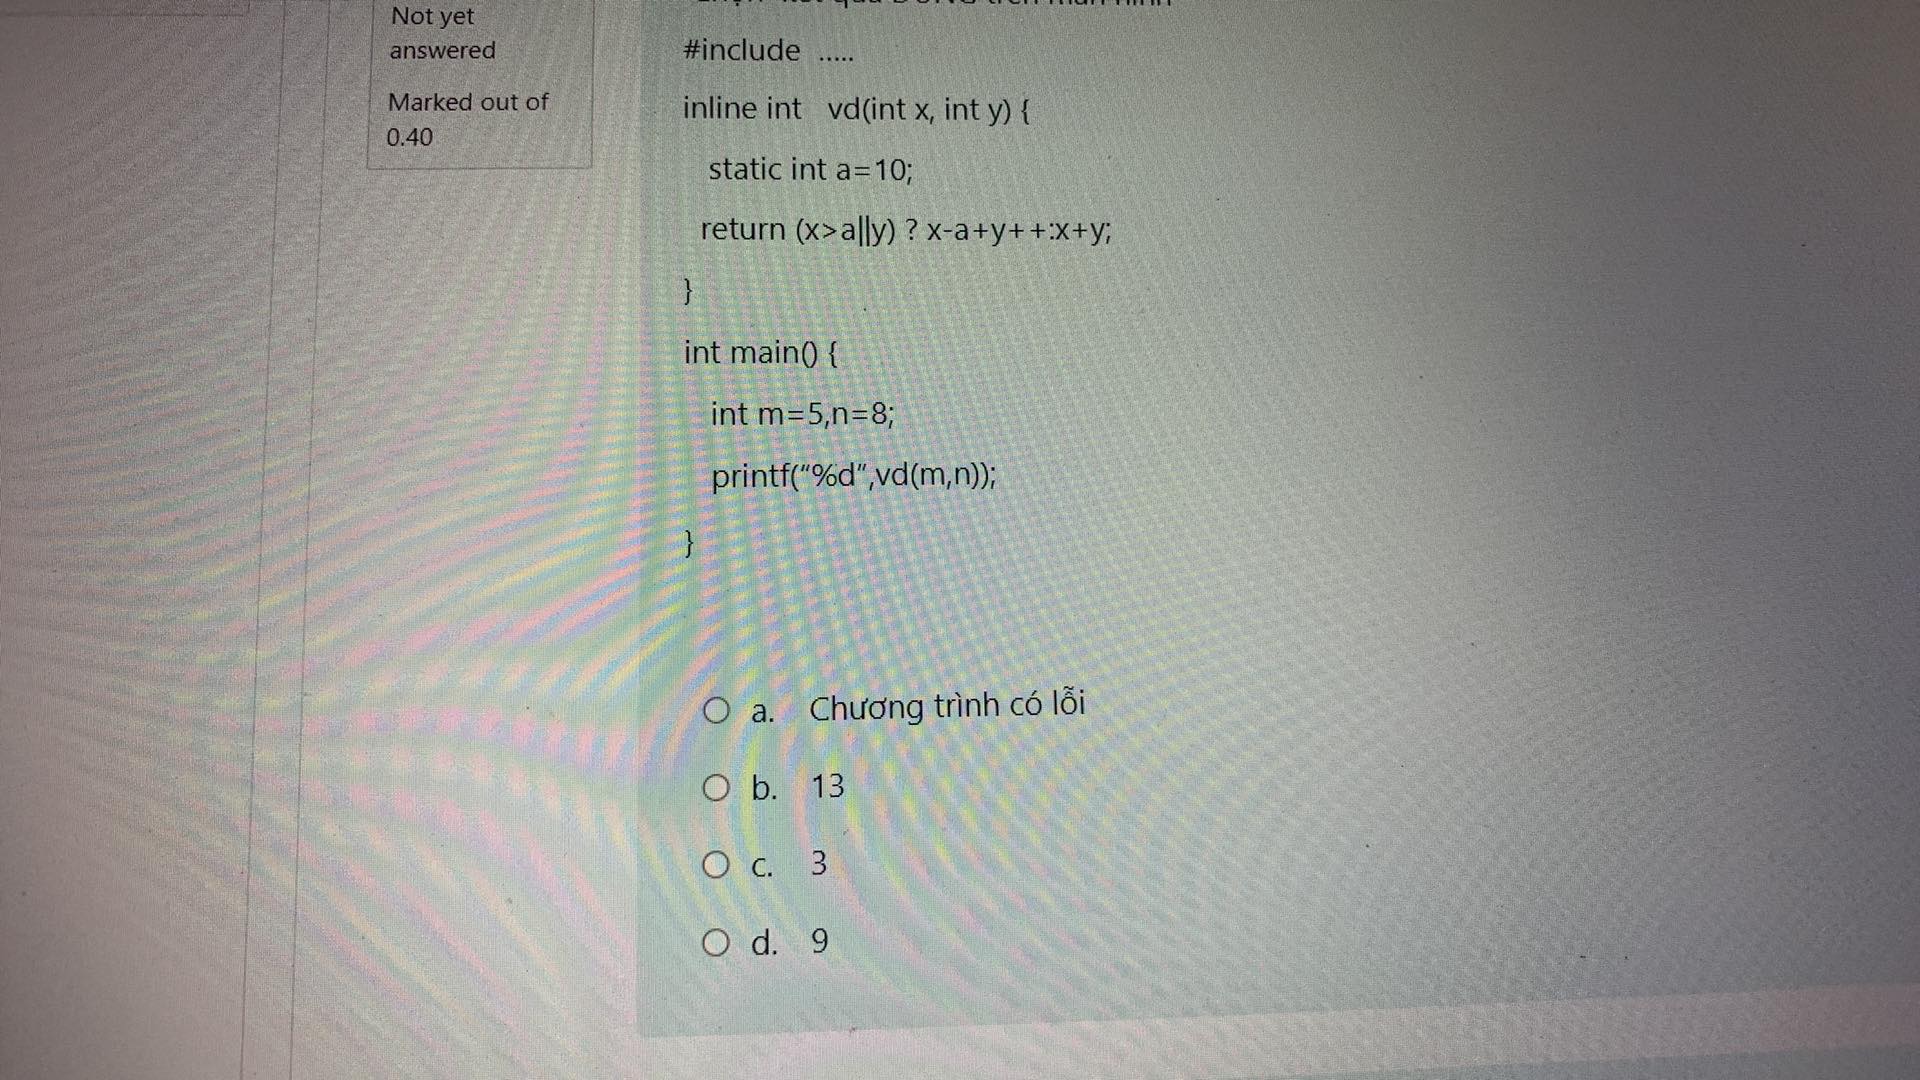 Not yet
answered
Marked out of
0.40
#include .....
inline int vd(int x, int y) {
static int a=10;
return (x>a||y) ? x-a+y++:x+y;
}
int main() {
int m=5,n=8;
printf("%d",vd(m,n));
}
a. Chương trình có lỗi
b. 13
c. 3
d. 9